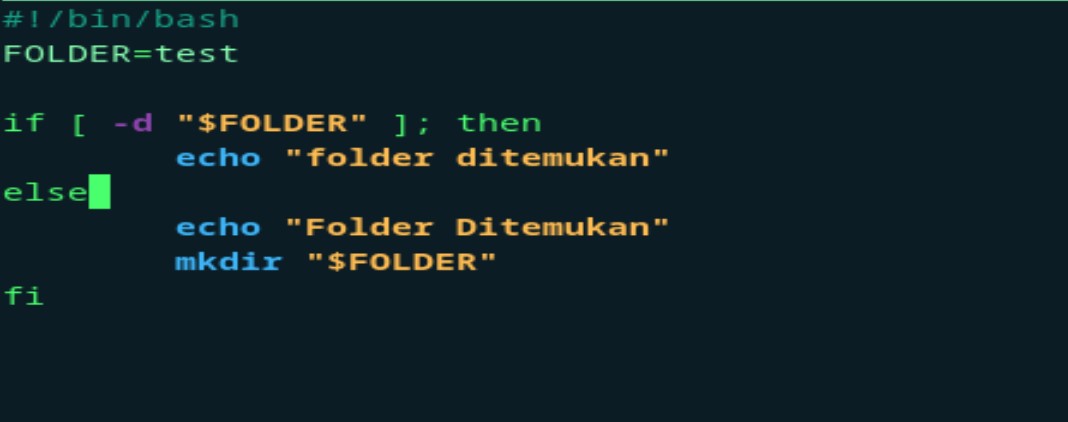 #!/bin/bash
FOLDER=test
if [ -d "$FOLDER" ]; then
echo "folder ditemukan"
else
echo "Folder Ditemukan"
mkdir "$FOLDER"
fi